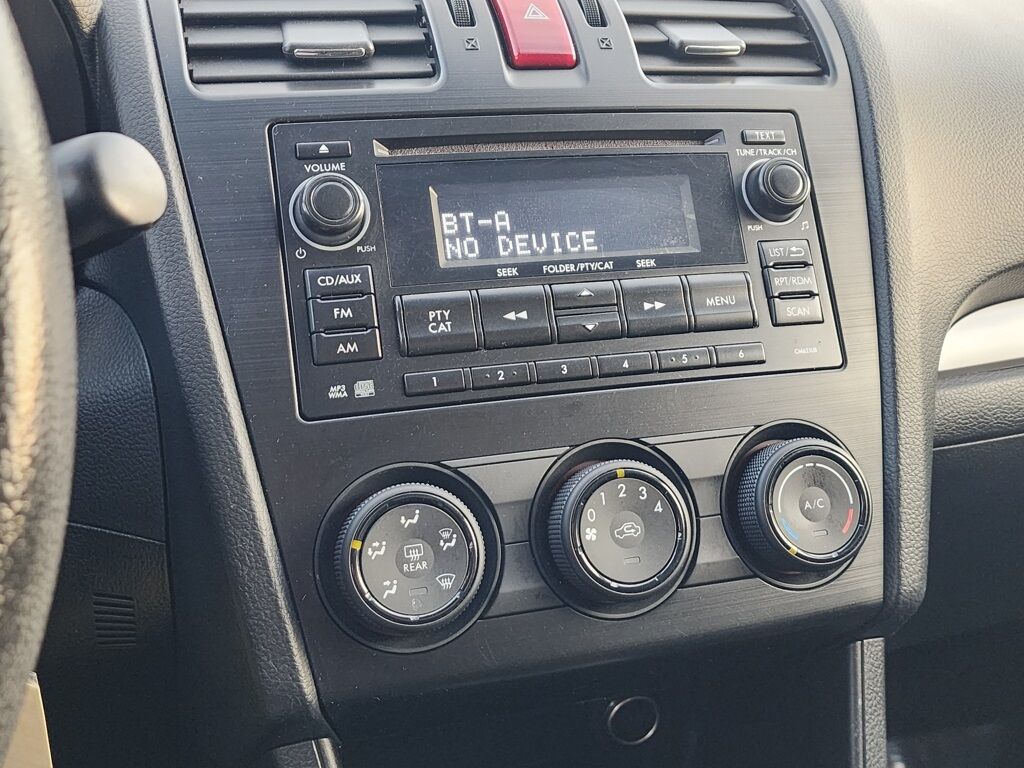 TEXT
VOLUME
TUNE/TRACK/CH
PUSH
PUSH
BT-A
NO DEVICE
SEEK
FOLDER/PTY/CAT
SEEK
CD/AUX
FM
AM
PTY
CAT
MENU
LIST/
RPT/RDM
SCAN
1
2
3
4
5
6
MP3
WMA
REAR
0
1
2
3
4
A/C